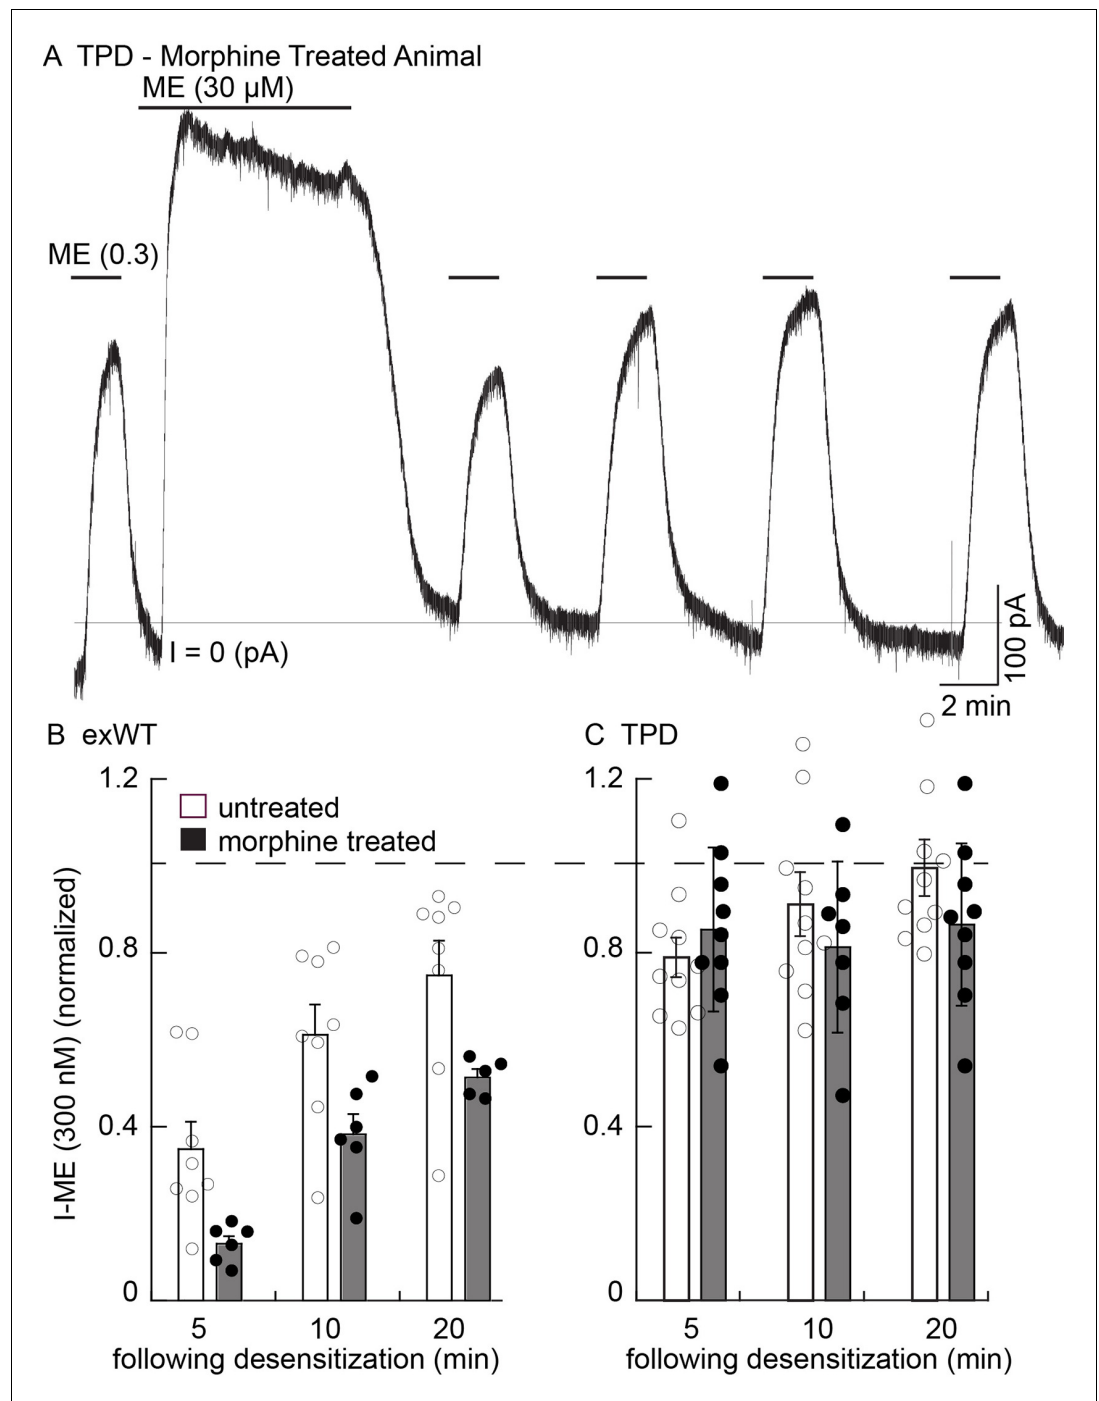 A TPD - Morphine Treated Animal
ME (30 µM)
ME (0.3)
I = 0 (pA)
100 pA
2 min
B exWT
C TPD
1.2
untreated
morphine treated
0.8
0.4
0
I-ME (300 nM) (normalized)
5 10 20
following desensitization (min)
1.2
0.8
0.4
0
5 10 20
following desensitization (min)